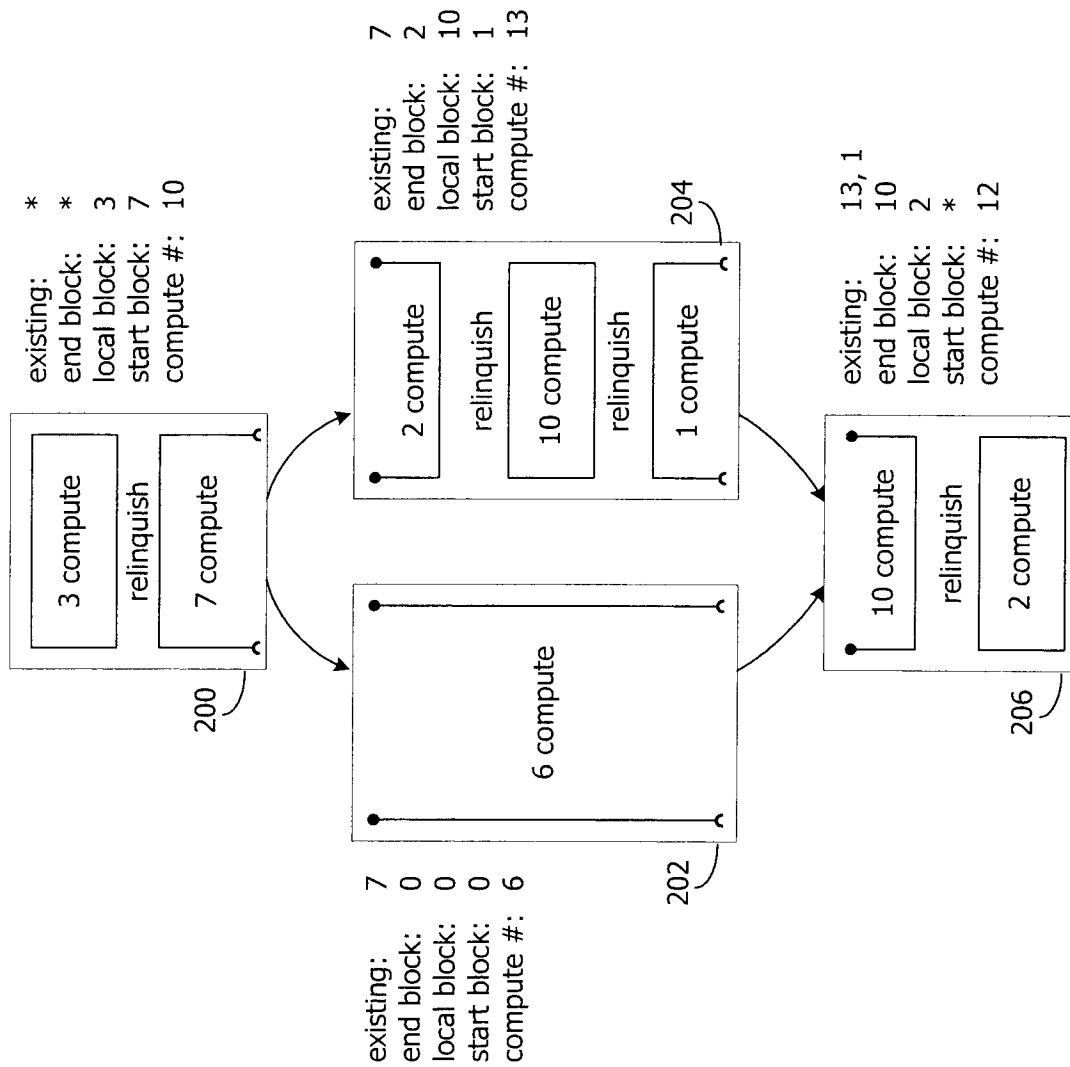 3 compute
relinquish
7 compute
200
existing: *
end block: *
local block: 3
start block: 7
compute #: 10
existing: 7
end block: 0
local block: 0
start block: 0
compute #: 6
6 compute
202
2 compute
relinquish
10 compute
relinquish
1 compute
204
existing: 7
end block: 2
local block: 10
start block: 1
compute #: 13
10 compute
relinquish
2 compute
206
existing: 13, 1
end block: 10
local block: 2
start block: *
compute #: 12